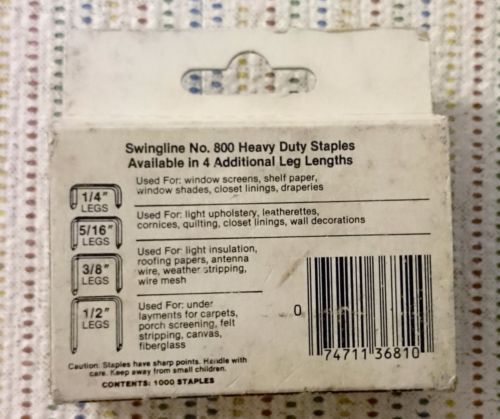 Swingline No. 800 Heavy Duty Staples
Available in 4 Additional Leg Lengths
1/4"
LEGS
Used For: window screens, shelf paper,
window shades, closet linings, draperies
5/16"
LEGS
Used For: light upholstery, leatherettes,
cornices, quilting, closet linings, wall decorations
3/8"
LEGS
Used For: light insulation,
roofing papers, antenna
wire, weather stripping,
wire mesh
1/2"
LEGS
Used For: under
layments for carpets,
porch screening, felt
stripping, canvas,
fiberglass
Caution: Staples have sharp points. Handle with
care. Keep away from small children.
CONTENTS: 1000 STAPLES
0 74711 36810